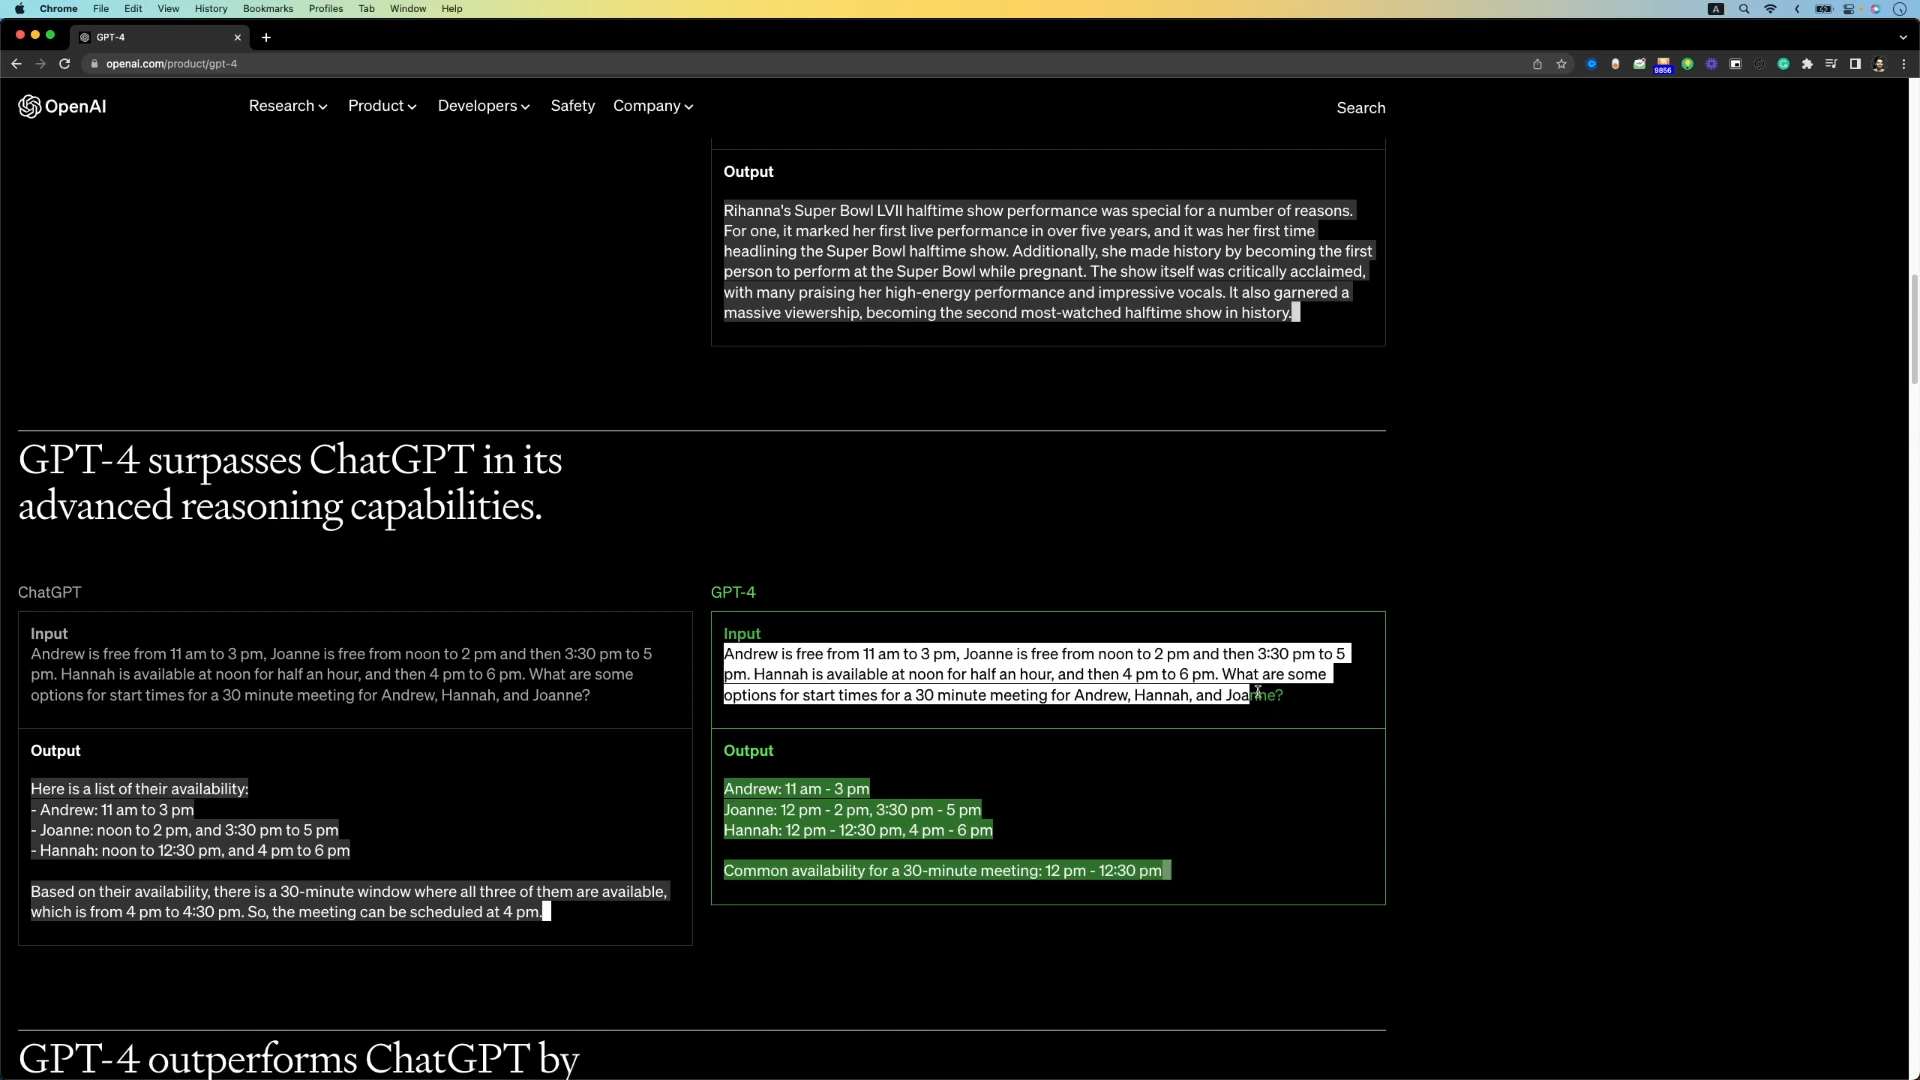 Chrome File Edit View History Bookmarks Profiles Tab Window Help
GPT-4
openai.com/product/gpt-4
9856
OpenAI
Research Product Developers Safety Company Search
Output
Rihanna's Super Bowl LVII halftime show performance was special for a number of reasons.
For one, it marked her first live performance in over five years, and it was her first time
headlining the Super Bowl halftime show. Additionally, she made history by becoming the first
person to perform at the Super Bowl while pregnant. The show itself was critically acclaimed,
with many praising her high-energy performance and impressive vocals. It also garnered a
massive viewership, becoming the second most-watched halftime show in history.
GPT-4 surpasses ChatGPT in its
advanced reasoning capabilities.
ChatGPT
Input
Andrew is free from 11 am to 3 pm, Joanne is free from noon to 2 pm and then 3:30 pm to 5
pm. Hannah is available at noon for half an hour, and then 4 pm to 6 pm. What are some
options for start times for a 30 minute meeting for Andrew, Hannah, and Joanne?
Output
Here is a list of their availability:
- Andrew: 11 am to 3 pm
- Joanne: noon to 2 pm, and 3:30 pm to 5 pm
- Hannah: noon to 12:30 pm, and 4 pm to 6 pm
Based on their availability, there is a 30-minute window where all three of them are available,
which is from 4 pm to 4:30 pm. So, the meeting can be scheduled at 4 pm.
GPT-4
Input
Andrew is free from 11 am to 3 pm, Joanne is free from noon to 2 pm and then 3:30 pm to 5
pm. Hannah is available at noon for half an hour, and then 4 pm to 6 pm. What are some
options for start times for a 30 minute meeting for Andrew, Hannah, and Joanne?
Output
Andrew: 11 am - 3 pm
Joanne: 12 pm - 2 pm, 3:30 pm - 5 pm
Hannah: 12 pm - 12:30 pm, 4 pm - 6 pm
Common availability for a 30-minute meeting: 12 pm - 12:30 pm
GPT-4 outperforms ChatGPT by